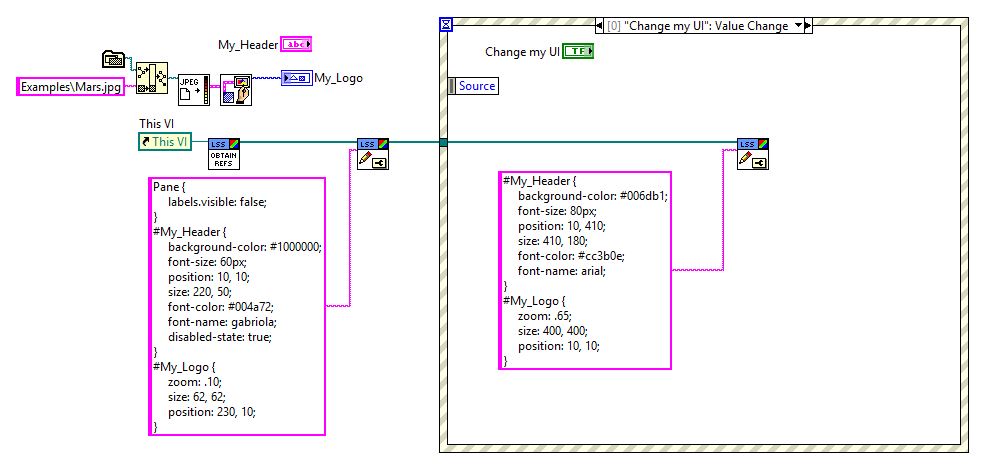 [0] "Change my UI": Value Change
My_Header
abc
Change my UI
TF
My_Logo
Examples\Mars.jpg
JPEG
Source
This VI
This VI
LSS
OBTAIN
REFS
LSS
LSS
Pane {
labels.visible: false;
}
#My_Header {
background-color: #1000000;
font-size: 60px;
position: 10, 10;
size: 220, 50;
font-color: #004a72;
font-name: gabriola;
disabled-state: true;
}
#My_Logo {
zoom: .10;
size: 62, 62;
position: 230, 10;
}
#My_Header {
background-color: #006db1;
font-size: 80px;
position: 10, 410;
size: 410, 180;
font-color: #cc3b0e;
font-name: arial;
}
#My_Logo {
zoom: .65;
size: 400, 400;
position: 10, 10;
}